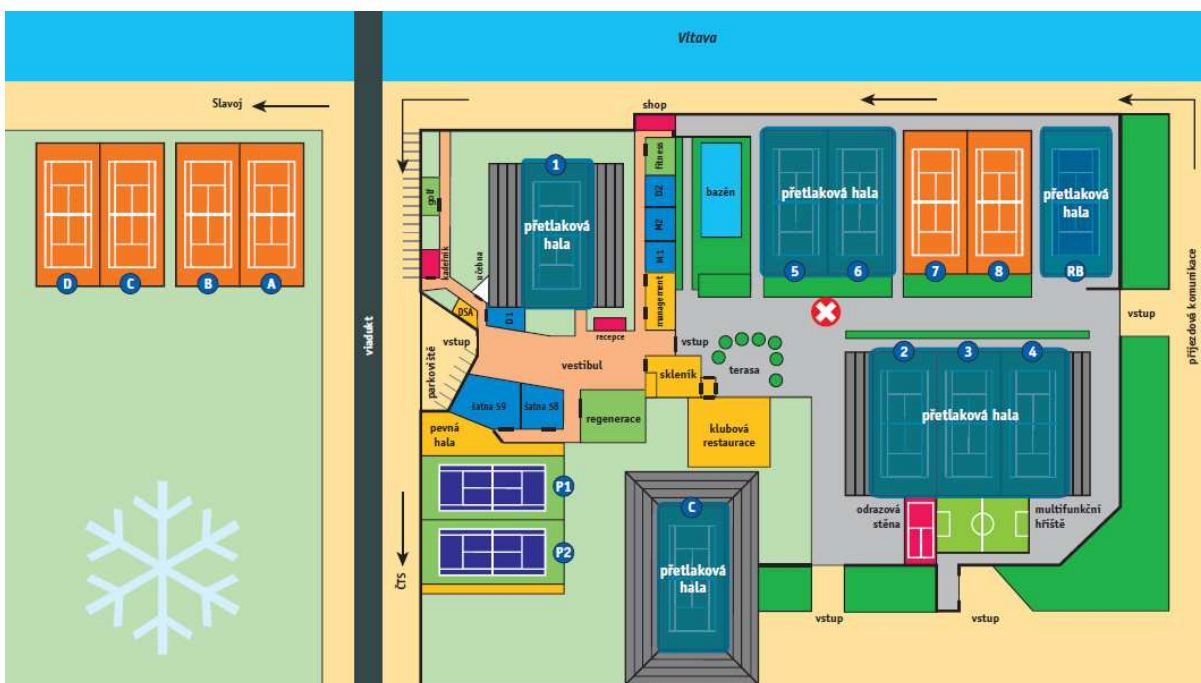 Vltava
Slavoj
shop
1
fitness
D2
M2
M1
management
bazén
přetlaková hala
5
6
7
8
přetlaková
hala
RB
přetlaková
hala
golf
kadeřník
učebna
DSA
D1
recepce
D
C
B
A
viadukt
parkoviště
vstup
vestibul
vstup
terasa
skleník
2
3
4
přetlaková hala
vstup
příjezdová komunikace
šatna S9
šatna S8
regenerace
klubová
restaurace
pevná
hala
P1
P2
ČTS
C
přetlaková
hala
odrazová
stěna
multifunkční
hřiště
vstup
vstup